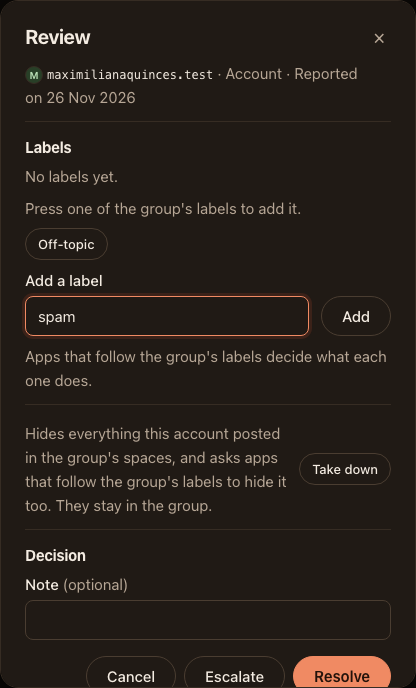 Review
×
M maximilianaquinces.test · Account · Reported
on 26 Nov 2026
Labels
No labels yet.
Press one of the group's labels to add it.
Off-topic
Add a label
spam
Add
Apps that follow the group's labels decide what each
one does.
Hides everything this account posted
in the group's spaces, and asks apps
that follow the group's labels to hide it
too. They stay in the group.
Take down
Decision
Note (optional)
Cancel
Escalate
Resolve